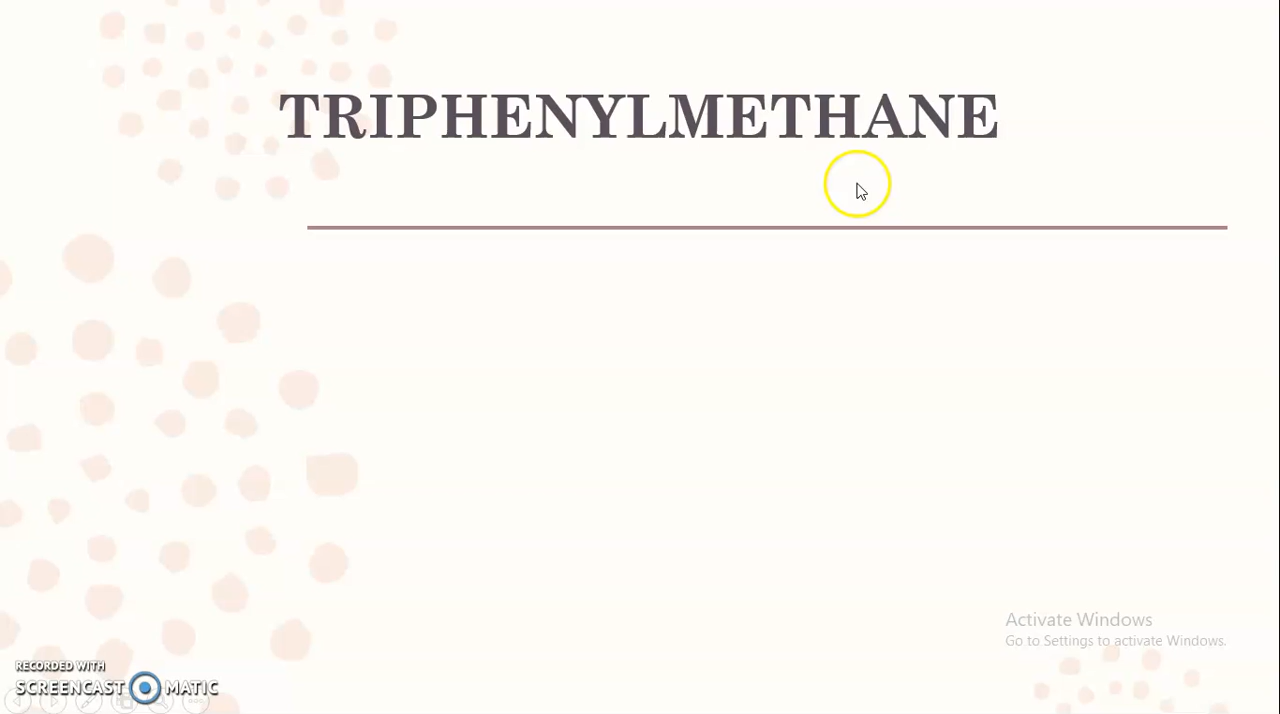 TRIPHENYLMETHANE
Activate Windows
Go to Settings to activate Windows.
RECORDED WITH
SCREENCAST MATIC